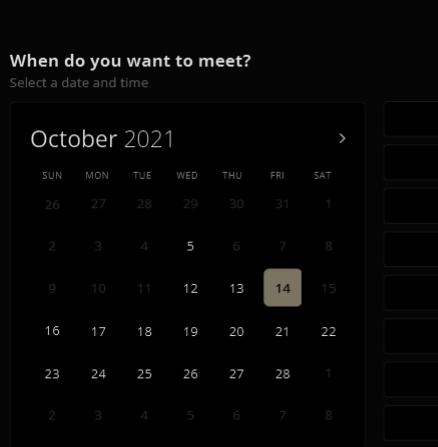 When do you want to meet?
Select a date and time
October 2021
SUN MON TUE WED THU FRI SAT
26 27 28 29 30 31 1
2 3 4 5 6 7 8
9 10 11 12 13 14 15
16 17 18 19 20 21 22
23 24 25 26 27 28 1
2 3 4 5 6 7 8